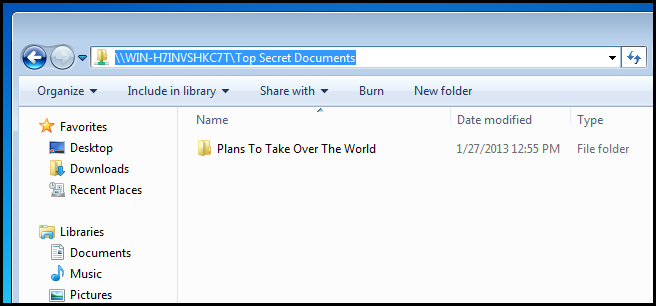 \\WIN-H7INVSHKC7T\Top Secret Documents
Organize Include in library Share with Burn New folder
Favorites
Desktop
Downloads
Recent Places
Libraries
Documents
Music
Pictures
Name Date modified Type
Plans To Take Over The World 1/27/2013 12:55 PM File folder